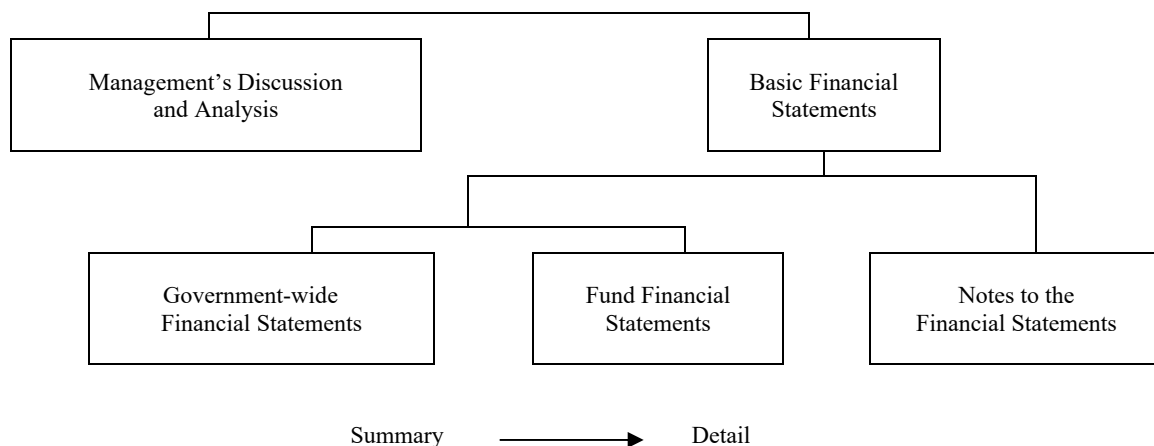 Management’s Discussion
and Analysis
Basic Financial
Statements
Government-wide
Financial Statements
Fund Financial
Statements
Notes to the
Financial Statements
Summary
Detail